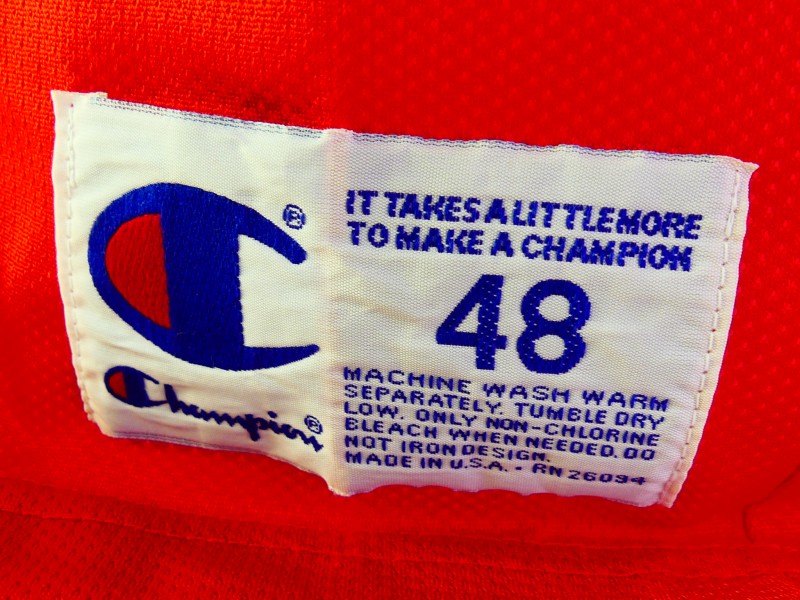 ®
Champion®
IT TAKES A LITTLE MORE
TO MAKE A CHAMPION
48
MACHINE WASH WARM
SEPARATELY. TUMBLE DRY
LOW. ONLY NON-CHLORINE
BLEACH WHEN NEEDED. DO
NOT IRON DESIGN.
MADE IN U.S.A. • RN 26094